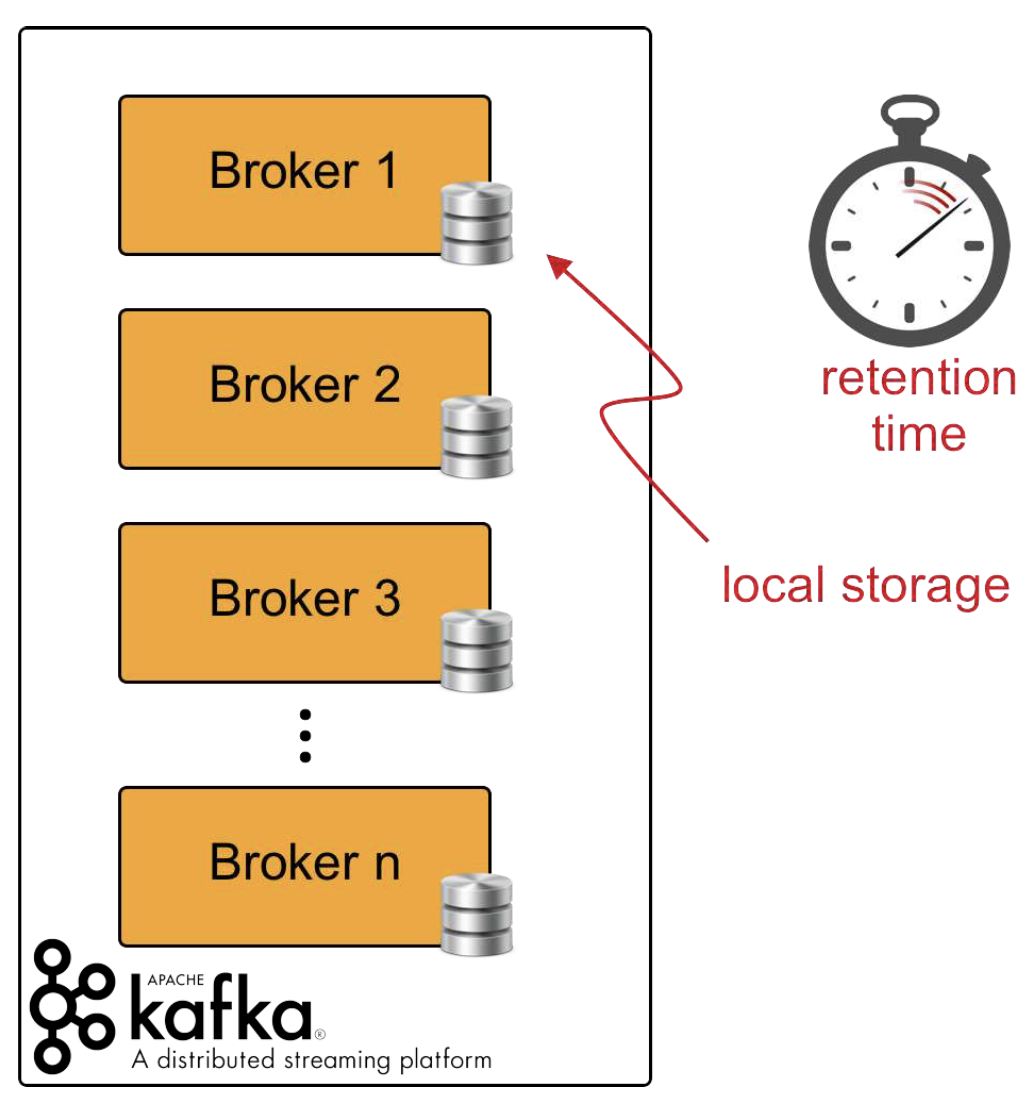 Broker 1
Broker 2
Broker 3
Broker n
retention
time
local storage
APACHE
kafka®
A distributed streaming platform